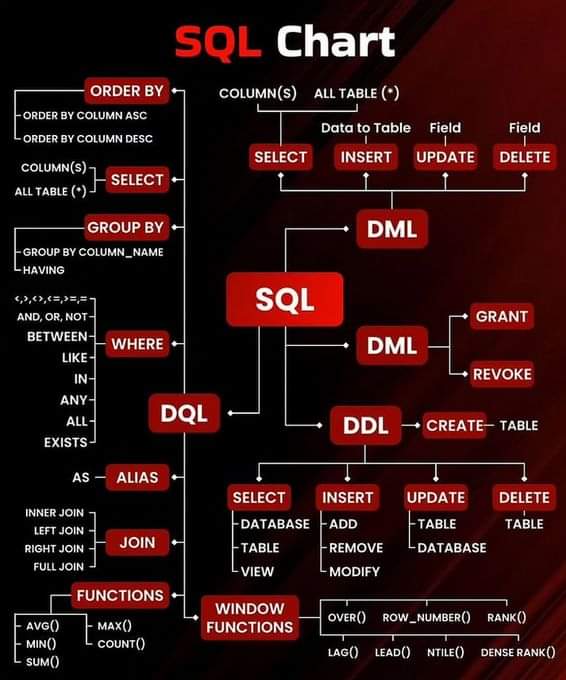 SQL Chart
ORDER BY
ORDER BY COLUMN ASC
ORDER BY COLUMN DESC
COLUMN(S)
ALL TABLE (*)
SELECT
GROUP BY
GROUP BY COLUMN_NAME
HAVING
<,>,<>,<=,>=,=
AND, OR, NOT
BETWEEN
LIKE
IN
ANY
ALL
EXISTS
WHERE
DQL
AS
ALIAS
INNER JOIN
LEFT JOIN
RIGHT JOIN
FULL JOIN
JOIN
FUNCTIONS
AVG()
MIN()
SUM()
MAX()
COUNT()
WINDOW
FUNCTIONS
OVER()
ROW_NUMBER()
RANK()
LAG()
LEAD()
NTILE()
DENSE RANK()
SQL
COLUMN(S)
ALL TABLE (*)
SELECT
Data to Table
INSERT
Field
UPDATE
Field
DELETE
DML
DML
GRANT
REVOKE
DDL
CREATE
TABLE
SELECT
DATABASE
TABLE
VIEW
INSERT
ADD
REMOVE
MODIFY
UPDATE
TABLE
DATABASE
DELETE
TABLE